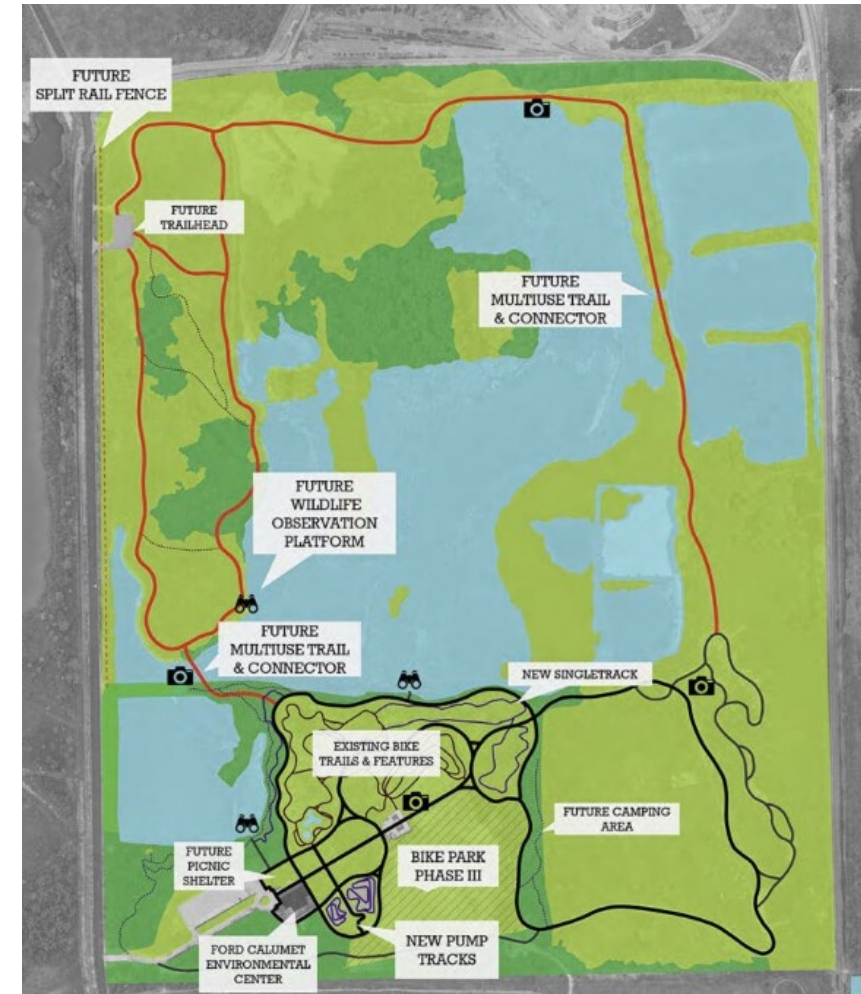 FUTURE
SPLIT RAIL FENCE
FUTURE
TRAILHEAD
FUTURE
MULTIUSE TRAIL
& CONNECTOR
FUTURE
WILDLIFE
OBSERVATION
PLATFORM
FUTURE
MULTIUSE TRAIL
& CONNECTOR
NEW SINGLETRACK
EXISTING BIKE
TRAILS & FEATURES
FUTURE CAMPING
AREA
FUTURE
PICNIC
SHELTER
BIKE PARK
PHASE III
FORD CALUMET
ENVIRONMENTAL
CENTER
NEW PUMP
TRACKS